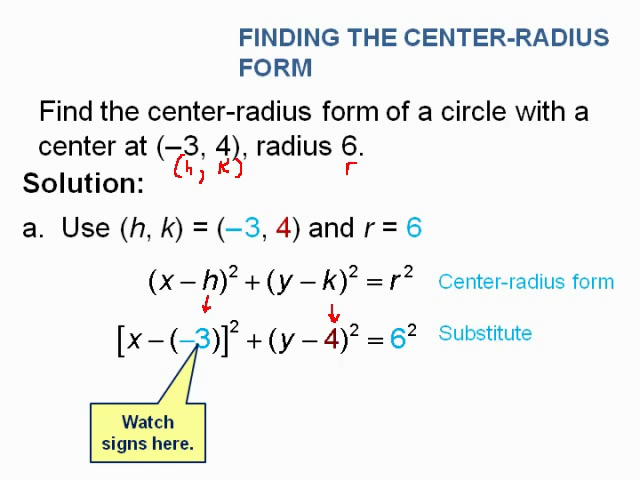 FINDING THE CENTER-RADIUS
FORM
Find the center-radius form of a circle with a
center at (–3, 4), radius 6.
(h, k) r
Solution:
a. Use (h, k) = (–3, 4) and r = 6
(x – h)² + (y – k)² = r² Center-radius form
[x – (–3)]² + (y – 4)² = 6² Substitute
Watch
signs here.